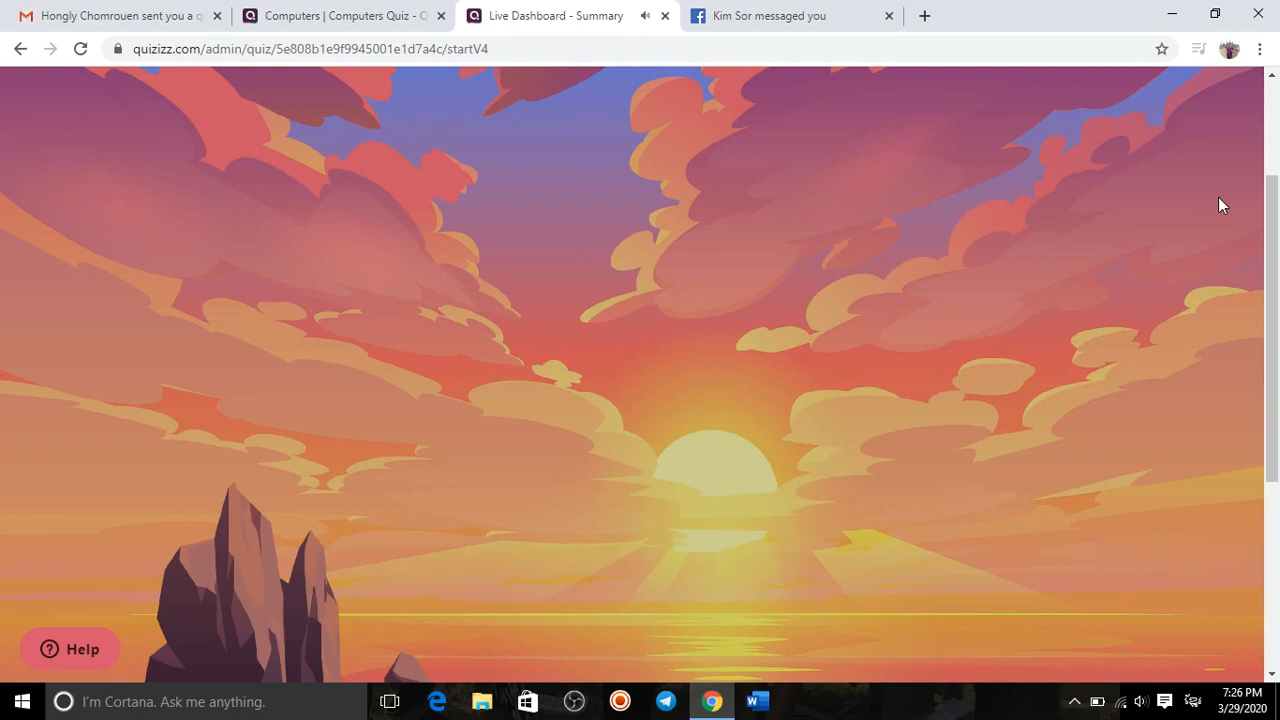 Hongly Chomrouen sent you a q
Computers | Computers Quiz - Q
Live Dashboard - Summary
Kim Sor messaged you
quizizz.com/admin/quiz/5e808b1e9f9945001e1d7a4c/startV4
Help
I'm Cortana. Ask me anything.
7:26 PM
3/29/2020